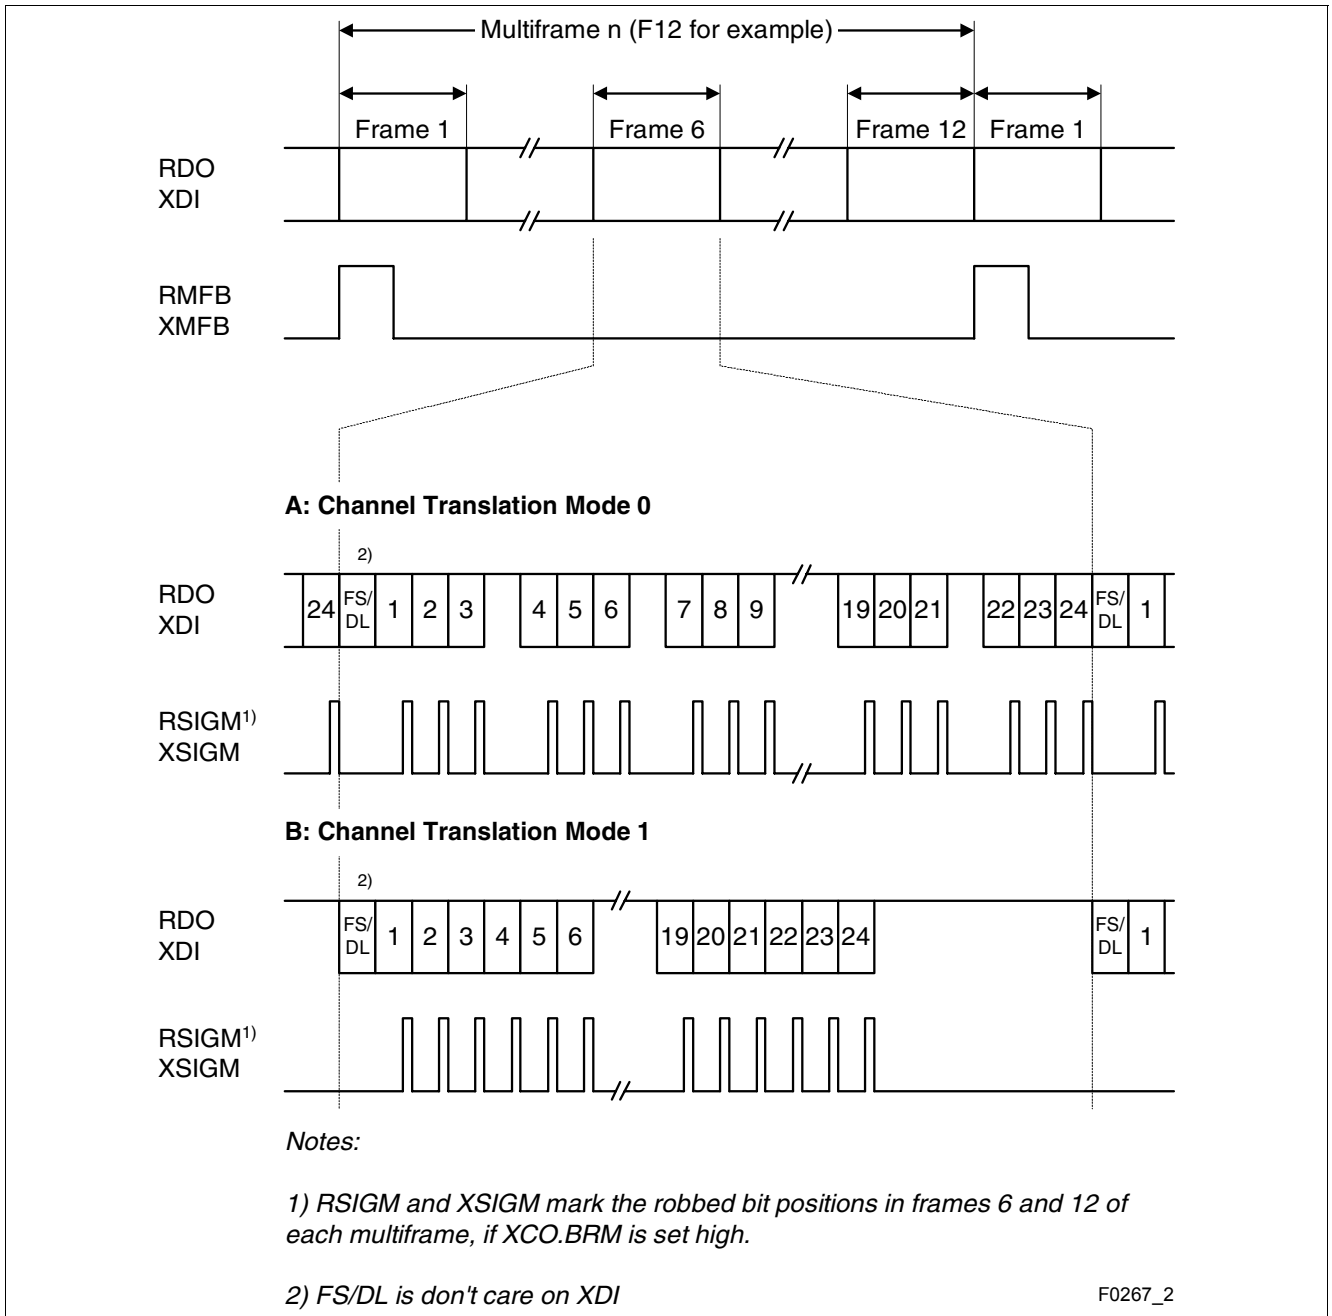 Multiframe n (F12 for example)
Frame 1 Frame 6 Frame 12 Frame 1
RDO
XDI
RMFB
XMFB
A: Channel Translation Mode 0
2)
RDO
XDI
24 FS/DL 1 2 3 4 5 6 7 8 9 19 20 21 22 23 24 FS/DL 1
RSIGM1)
XSIGM
B: Channel Translation Mode 1
2)
RDO
XDI
FS/DL 1 2 3 4 5 6 19 20 21 22 23 24 FS/DL 1
RSIGM1)
XSIGM
Notes:
1) RSIGM and XSIGM mark the robbed bit positions in frames 6 and 12 of
each multiframe, if XCO.BRM is set high.
2) FS/DL is don't care on XDI
F0267_2